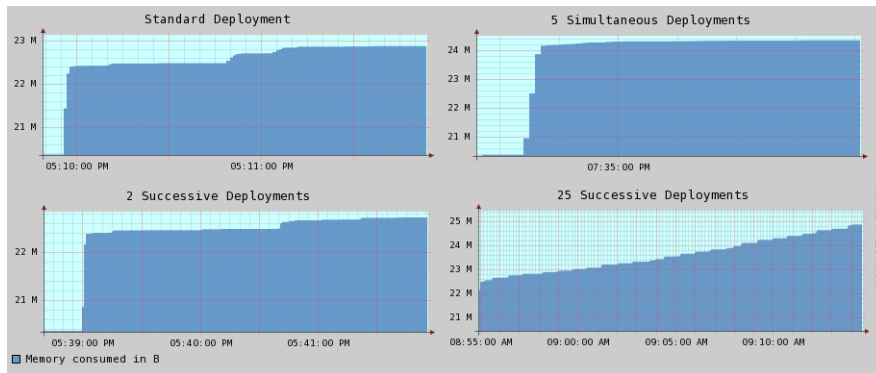 Standard Deployment
23 M
22 M
21 M
05:10:00 PM 05:11:00 PM
5 Simultaneous Deployments
24 M
23 M
22 M
21 M
07:35:00 PM
2 Successive Deployments
22 M
21 M
05:39:00 PM 05:40:00 PM 05:41:00 PM
25 Successive Deployments
25 M
24 M
23 M
22 M
21 M
08:55:00 AM 09:00:00 AM 09:05:00 AM 09:10:00 AM
Memory consumed in B